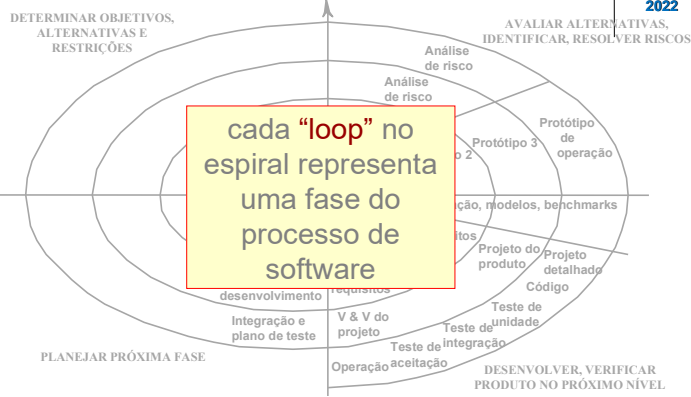 2022
DETERMINAR OBJETIVOS,
ALTERNATIVAS E
RESTRIÇÕES
AVALIAR ALTERNATIVAS,
IDENTIFICAR, RESOLVER RISCOS
Análise
de risco
Análise
de risco
cada “loop” no
espiral representa
uma fase do
processo de
software
Protótipo 3
Protótipo
de
operação
o 2
modelos, benchmarks
Projeto do
produto
Projeto
detalhado
Código
desenvolvimento
requisitos
Integração e
plano de teste
V & V do
projeto
Teste de
unidade
Teste de
integração
Teste de
aceitação
Operação
PLANEJAR PRÓXIMA FASE
DESENVOLVER, VERIFICAR
PRODUTO NO PRÓXIMO NÍVEL